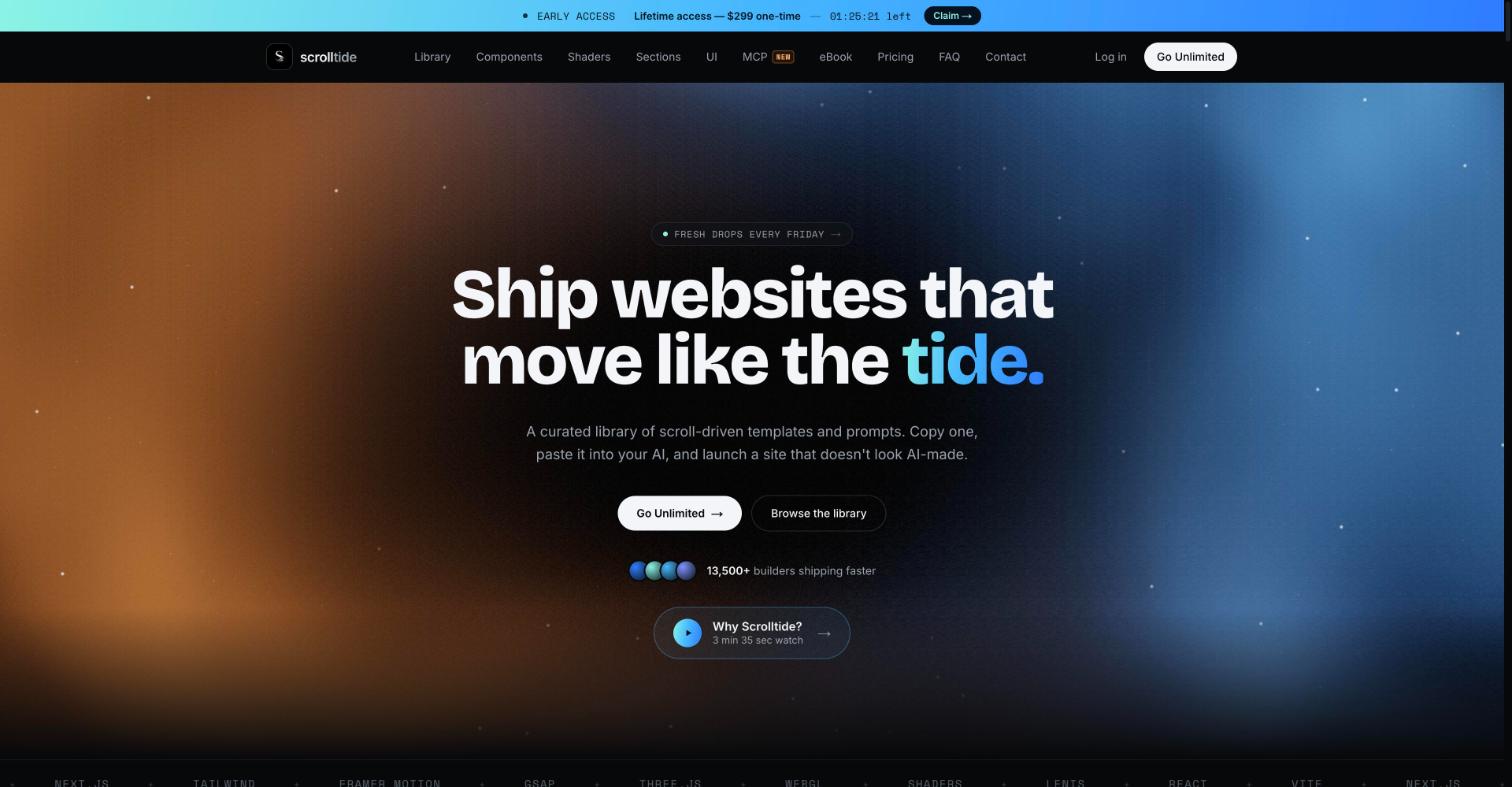 EARLY ACCESS Lifetime access — $299 one-time — 01:25:21 left Claim →
S scrolltide Library Components Shaders Sections UI MCP NEW eBook Pricing FAQ Contact Log in Go Unlimited
FRESH DROPS EVERY FRIDAY →
Ship websites that
move like the tide.
A curated library of scroll-driven templates and prompts. Copy one,
paste it into your AI, and launch a site that doesn't look AI-made.
Go Unlimited → Browse the library
13,500+ builders shipping faster
Why Scrolltide? →
3 min 35 sec watch
NEXT.JS TAILWIND FRAMER MOTION GSAP THREE.JS WEBGL SHADERS LENIS REACT VITE NEXT.JS